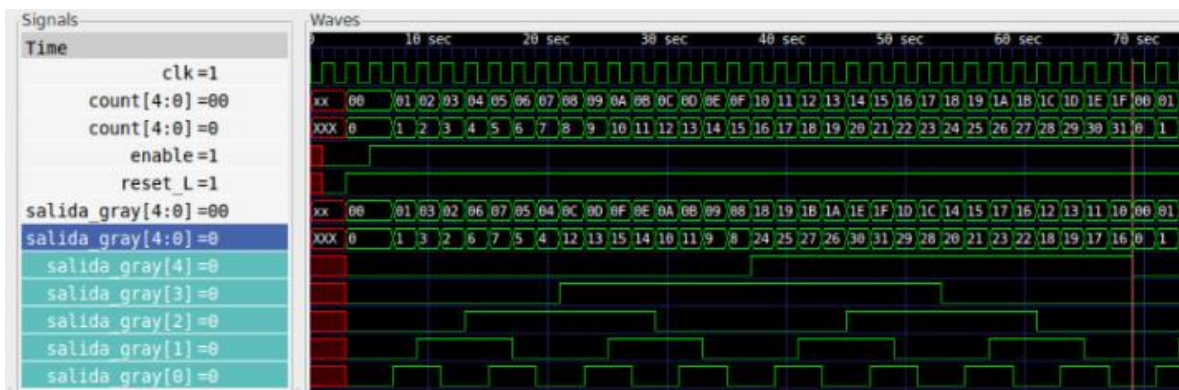 Signals
Waves
Time
10 sec 20 sec 30 sec 40 sec 50 sec 60 sec 70 sec
clk=1
count[4:0]=00
xx 00 01 02 03 04 05 06 07 08 09 0A 0B 0C 0D 0E 0F 10 11 12 13 14 15 16 17 18 19 1A 1B 1C 1D 1E 1F 00 01
count[4:0]=0
XXX 0 1 2 3 4 5 6 7 8 9 10 11 12 13 14 15 16 17 18 19 20 21 22 23 24 25 26 27 28 29 30 31 0 1
enable=1
reset_L=1
salida_gray[4:0]=00
xx 00 01 03 02 06 07 05 04 0C 0D 0F 0E 0A 0B 09 08 18 19 1B 1A 1E 1F 1D 1C 14 15 17 16 12 13 11 10 00 01
salida_gray[4:0]=0
XXX 0 1 3 2 6 7 5 4 12 13 15 14 10 11 9 8 24 25 27 26 30 31 29 28 20 21 23 22 18 19 17 16 0 1
salida_gray[4]=0
salida_gray[3]=0
salida_gray[2]=0
salida_gray[1]=0
salida_gray[0]=0